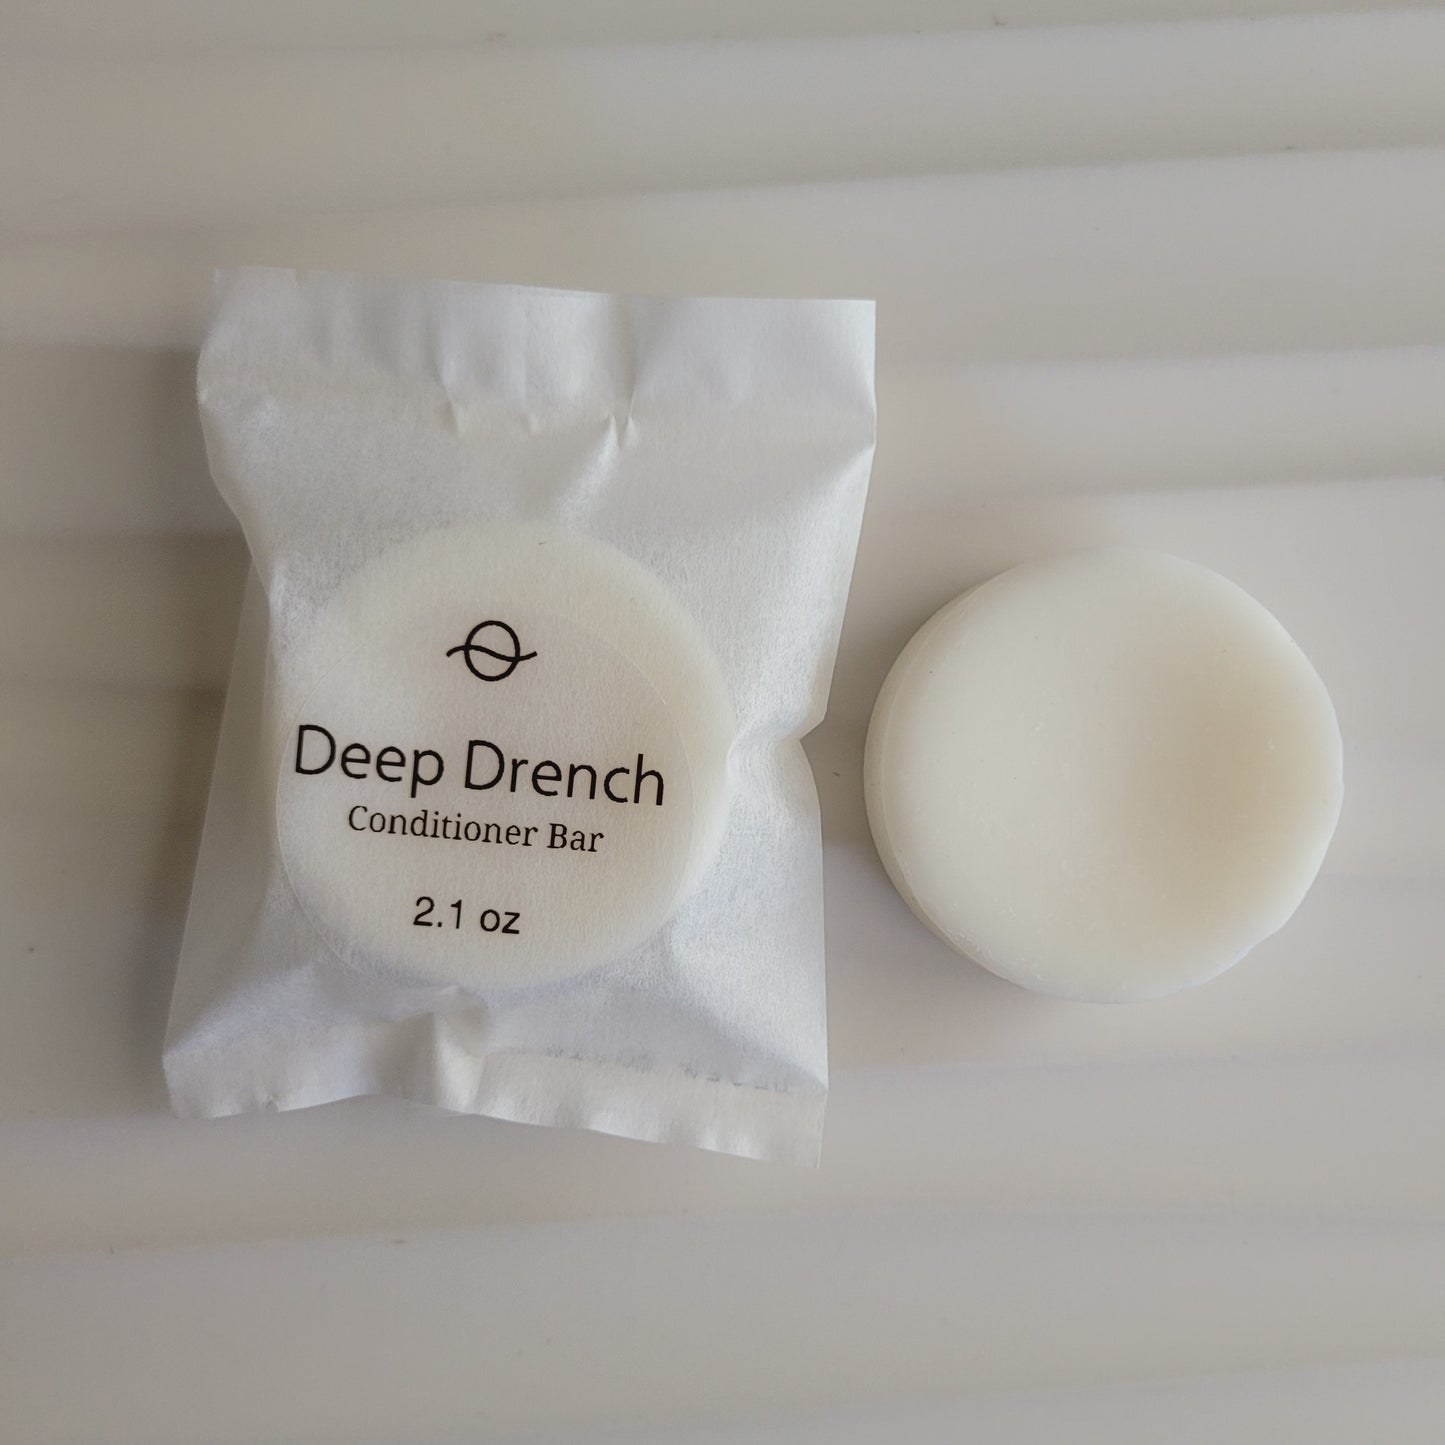 Deep Drench
Conditioner Bar
2.1 oz